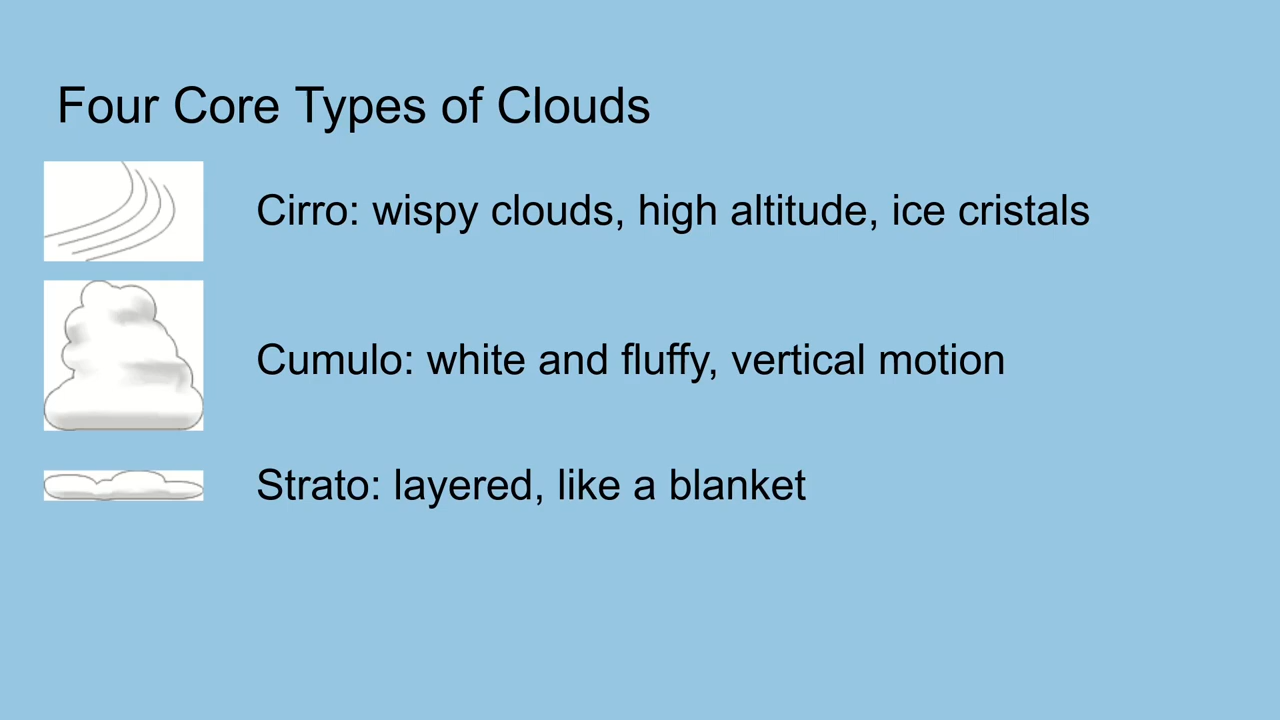 Four Core Types of Clouds
Cirro: wispy clouds, high altitude, ice cristals
Cumulo: white and fluffy, vertical motion
Strato: layered, like a blanket